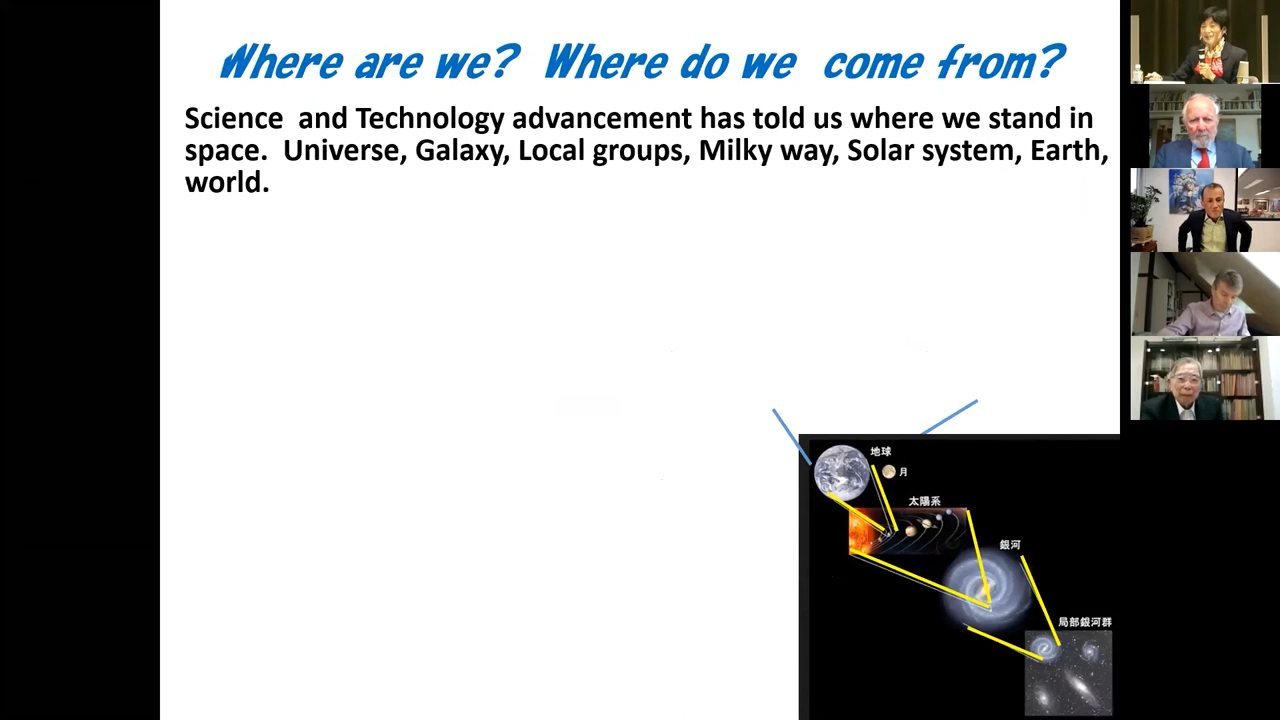 Where are we? Where do we come from?
Science and Technology advancement has told us where we stand in
space. Universe, Galaxy, Local groups, Milky way, Solar system, Earth,
world.
地球
月
太陽系
銀河
局部銀河群